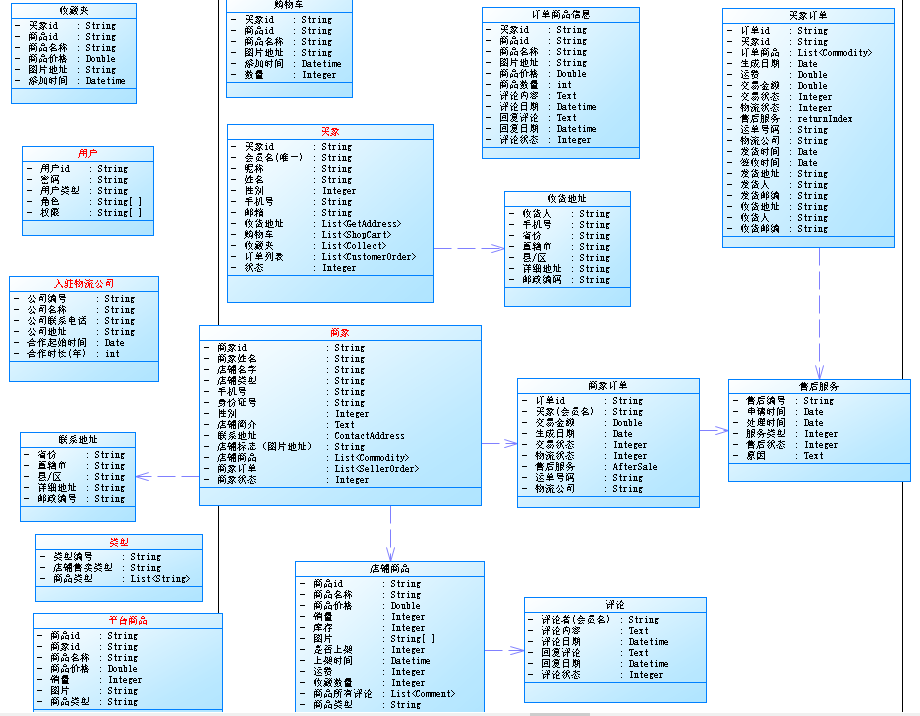 收藏夹
- 买家id : String
- 商品id : String
- 商品名称 : String
- 商品价格 : Double
- 图片地址 : String
- 添加时间 : Datetime
购物车
- 买家id : String
- 商品id : String
- 商品名称 : String
- 图片地址 : String
- 添加时间 : Datetime
- 数量 : Integer
订单商品信息
- 买家id : String
- 商品id : String
- 商品名称 : String
- 图片地址 : String
- 商品价格 : Double
- 商品数量 : int
- 评论内容 : Text
- 评论日期 : Datetime
- 回复评论 : Text
- 回复日期 : Datetime
- 评论状态 : Integer
买家订单
- 订单id : String
- 买家id : String
- 订单商品 : List<Commodity>
- 生成日期 : Date
- 运费 : Double
- 交易金额 : Double
- 交易状态 : Integer
- 物流状态 : Integer
- 售后服务 : returnIndex
- 运单号码 : String
- 物流公司 : String
- 发货时间 : Date
- 签收时间 : Date
- 发货地址 : String
- 发货人 : String
- 发货邮编 : String
- 收货地址 : String
- 收货人 : String
- 收货邮编 : String
用户
- 用户id : String
- 密码 : String
- 用户类型 : String
- 角色 : String[ ]
- 权限 : String[ ]
买家
- 买家id : String
- 会员名(唯一) : String
- 昵称 : String
- 姓名 : String
- 性别 : Integer
- 手机号 : String
- 邮箱 : String
- 收货地址 : List<GetAddress>
- 购物车 : List<ShopCart>
- 收藏夹 : List<Collect>
- 订单列表 : List<CustomerOrder>
- 状态 : Integer
收货地址
- 收货人 : String
- 手机号 : String
- 省份 : String
- 直辖市 : String
- 县/区 : String
- 详细地址 : String
- 邮政编码 : String
入驻物流公司
- 公司编号 : String
- 公司名称 : String
- 公司联系电话 : String
- 公司地址 : String
- 合作起始时间 : Date
- 合作时长(年) : int
商家
- 商家id : String
- 商家姓名 : String
- 店铺名字 : String
- 店铺类型 : String
- 手机号 : String
- 身份证号 : String
- 性别 : Integer
- 店铺简介 : Text
- 联系地址 : ContactAddress
- 店铺标志（图片地址） : String
- 店铺商品 : List<Commodity>
- 商家订单 : List<SellerOrder>
- 商家状态 : Integer
商家订单
- 订单id : String
- 买家(会员名) : String
- 交易金额 : Double
- 生成日期 : Date
- 交易状态 : Integer
- 物流状态 : Integer
- 售后服务 : AfterSale
- 运单号码 : String
- 物流公司 : String
售后服务
- 售后编号 : String
- 申请时间 : Date
- 处理时间 : Date
- 服务类型 : Integer
- 售后状态 : Integer
- 原因 : Text
联系地址
- 省份 : String
- 直辖市 : String
- 县/区 : String
- 详细地址 : String
- 邮政编号 : String
类型
- 类型编号 : String
- 店铺售卖类型 : String
- 商品类型 : List<String>
平台商品
- 商品id : String
- 商家id : String
- 商品名称 : String
- 商品价格 : Double
- 销量 : Integer
- 图片 : String
- 商品类型 : String
店铺商品
- 商品id : String
- 商品名称 : String
- 商品价格 : Double
- 销量 : Integer
- 库存 : Integer
- 图片 : String[ ]
- 是否上架 : Integer
- 上架时间 : Datetime
- 运费 : Integer
- 收藏数量 : Integer
- 商品所有评论 : List<Comment>
- 商品类型 : String
评论
- 评论者(会员名) : String
- 评论内容 : Text
- 评论日期 : Datetime
- 回复评论 : Text
- 回复日期 : Datetime
- 评论状态 : Integer